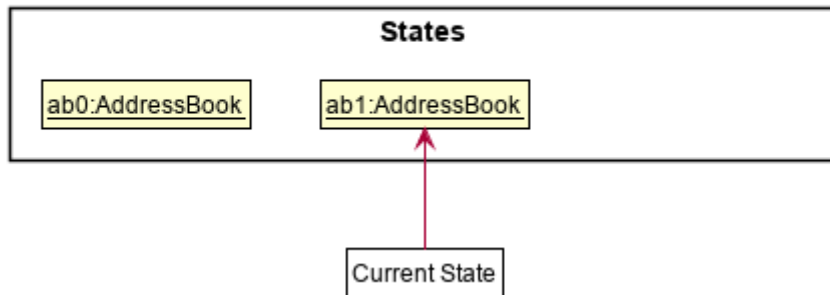 States
ab0:AddressBook
ab1:AddressBook
Current State